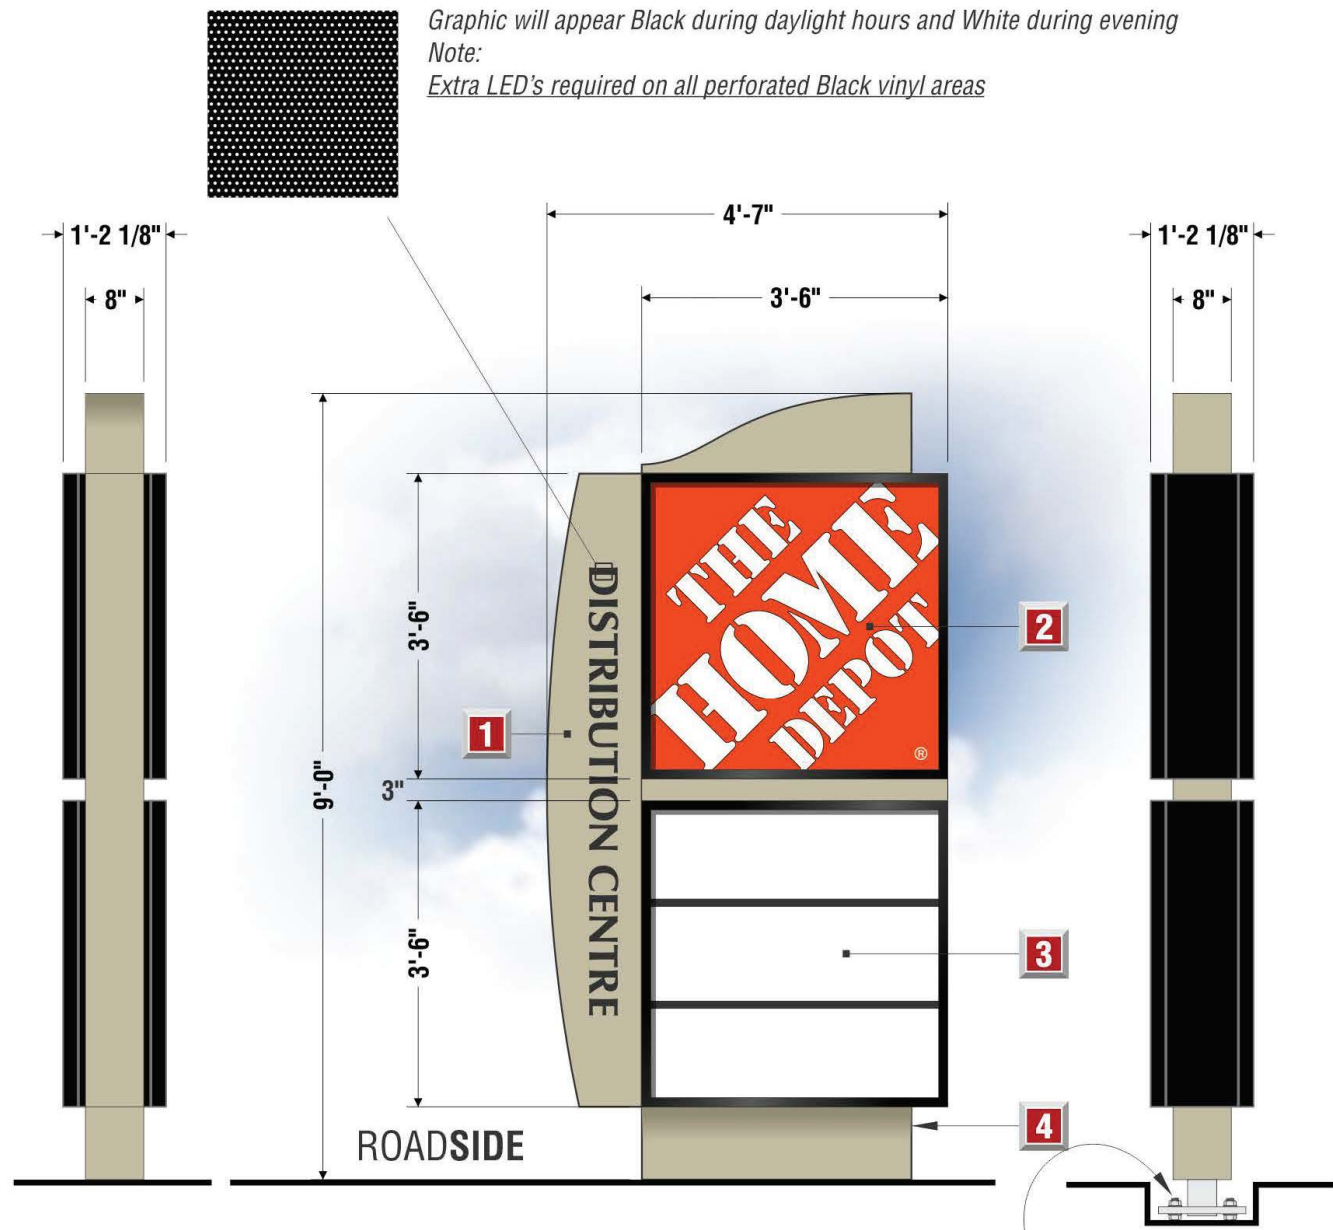 Graphic will appear Black during daylight hours and White during evening
Note:
Extra LED's required on all perforated Black vinyl areas
1'-2 1/8"
8"
4'-7"
3'-6"
1'-2 1/8"
8"
9'-0"
3'-6"
3"
3'-6"
DISTRIBUTION CENTRE
THE
HOME
DEPOT
®
1
2
3
4
ROADSIDE